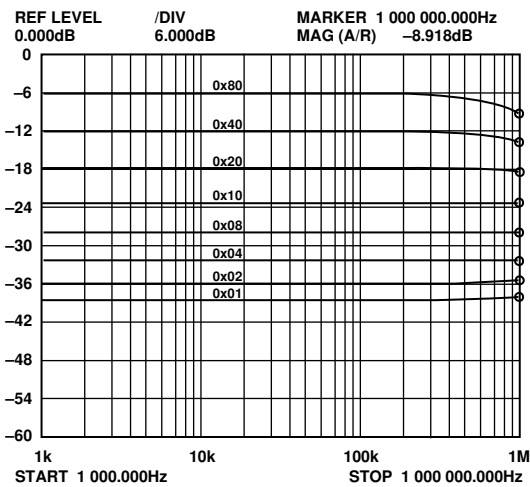 REF LEVEL /DIV MARKER 1 000 000.000Hz
0.000dB 6.000dB MAG (A/R) –8.918dB
0
–6
–12
–18
–24
–30
–36
–42
–48
–54
–60
0x80
0x40
0x20
0x10
0x08
0x04
0x02
0x01
1k 10k 100k 1M
START 1 000.000Hz STOP 1 000 000.000Hz